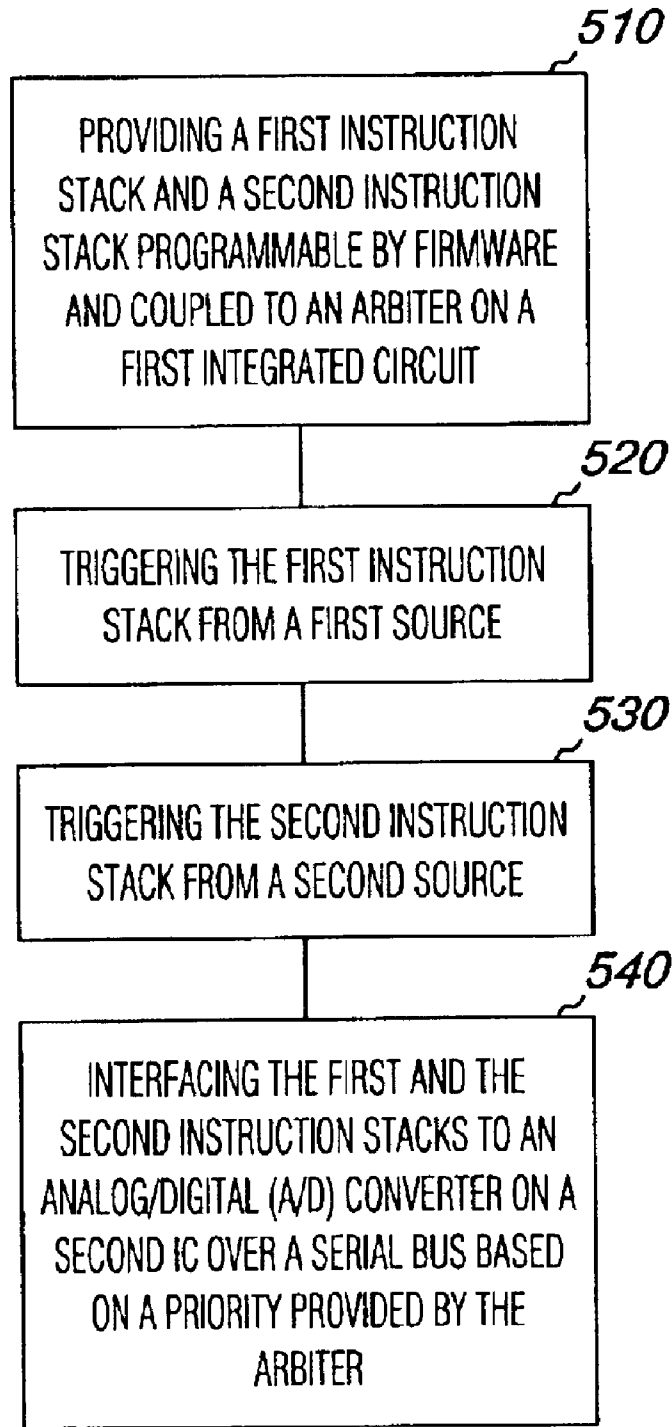 510
PROVIDING A FIRST INSTRUCTION
STACK AND A SECOND INSTRUCTION
STACK PROGRAMMABLE BY FIRMWARE
AND COUPLED TO AN ARBITER ON A
FIRST INTEGRATED CIRCUIT
520
TRIGGERING THE FIRST INSTRUCTION
STACK FROM A FIRST SOURCE
530
TRIGGERING THE SECOND INSTRUCTION
STACK FROM A SECOND SOURCE
540
INTERFACING THE FIRST AND THE
SECOND INSTRUCTION STACKS TO AN
ANALOG/DIGITAL (A/D) CONVERTER ON A
SECOND IC OVER A SERIAL BUS BASED
ON A PRIORITY PROVIDED BY THE
ARBITER